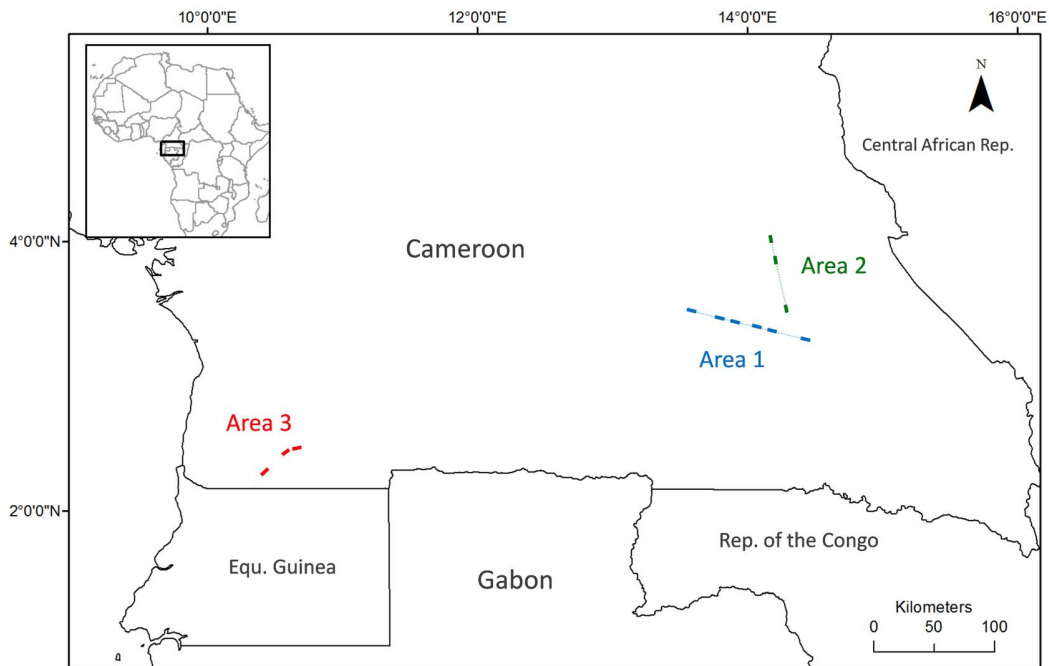 10°0'0"E
12°0'0"E
14°0'0"E
16°0'0"E
N
Central African Rep.
4°0'0"N
Cameroon
Area 2
Area 1
Area 3
2°0'0"N
Equ. Guinea
Gabon
Rep. of the Congo
Kilometers
0 50 100